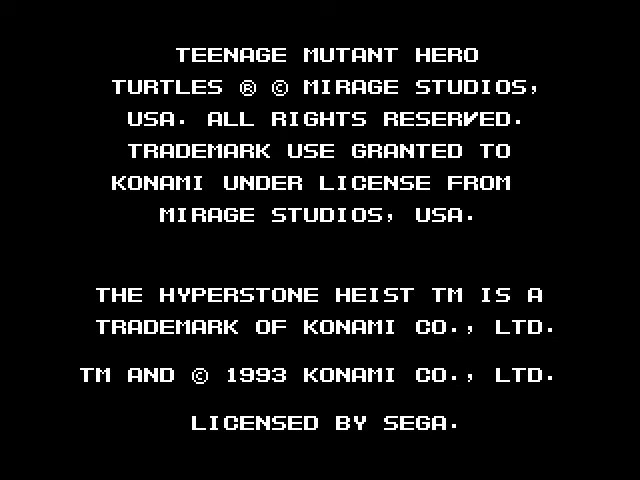 TEENAGE MUTANT HERO
TURTLES ® © MIRAGE STUDIOS,
USA. ALL RIGHTS RESERVED.
TRADEMARK USE GRANTED TO
KONAMI UNDER LICENSE FROM
MIRAGE STUDIOS, USA.
THE HYPERSTONE HEIST TM IS A
TRADEMARK OF KONAMI CO., LTD.
TM AND © 1993 KONAMI CO., LTD.
LICENSED BY SEGA.